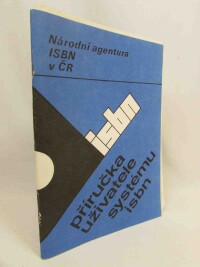 Národní agentura
ISBN
v ČR
isbn
příručka
uživatele
systému
isbn